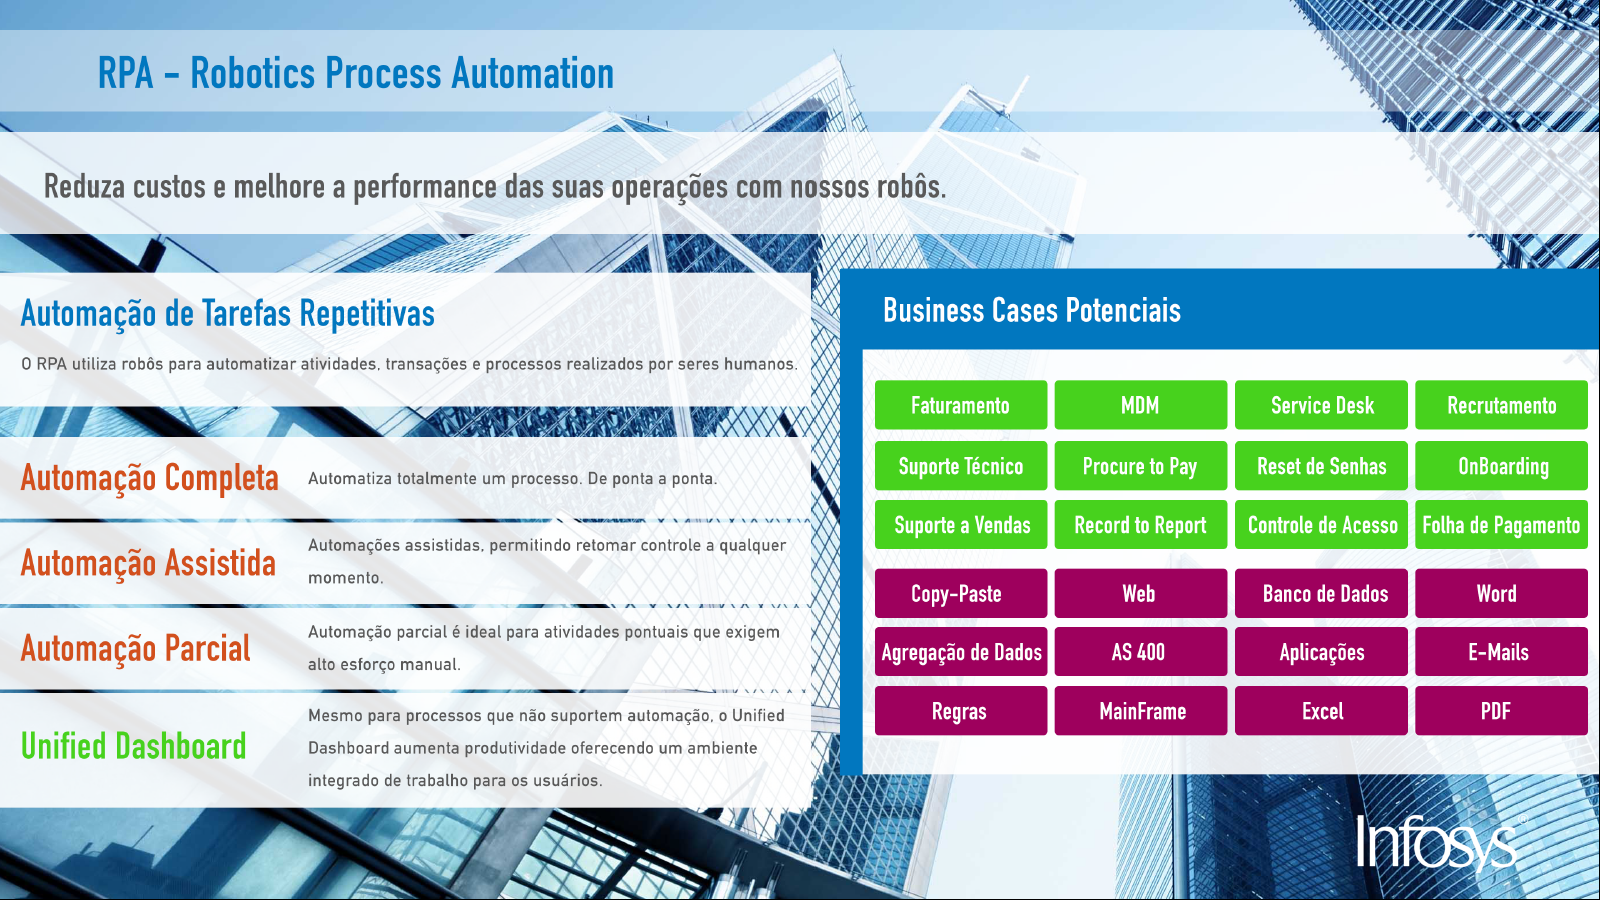 RPA - Robotics Process Automation
Reduza custos e melhore a performance das suas operações com nossos robôs.
Automação de Tarefas Repetitivas
O RPA utiliza robôs para automatizar atividades, transações e processos realizados por seres humanos.
Automação Completa
Automatiza totalmente um processo. De ponta a ponta.
Automação Assistida
Automações assistidas, permitindo retomar controle a qualquer
momento.
Automação Parcial
Automação parcial é ideal para atividades pontuais que exigem
alto esforço manual.
Unified Dashboard
Mesmo para processos que não suportem automação, o Unified
Dashboard aumenta produtividade oferecendo um ambiente
integrado de trabalho para os usuários.
Business Cases Potenciais
Faturamento MDM Service Desk Recrutamento
Suporte Técnico Procure to Pay Reset de Senhas OnBoarding
Suporte a Vendas Record to Report Controle de Acesso Folha de Pagamento
Copy-Paste Web Banco de Dados Word
Agregação de Dados AS 400 Aplicações E-Mails
Regras MainFrame Excel PDF
Infosys®